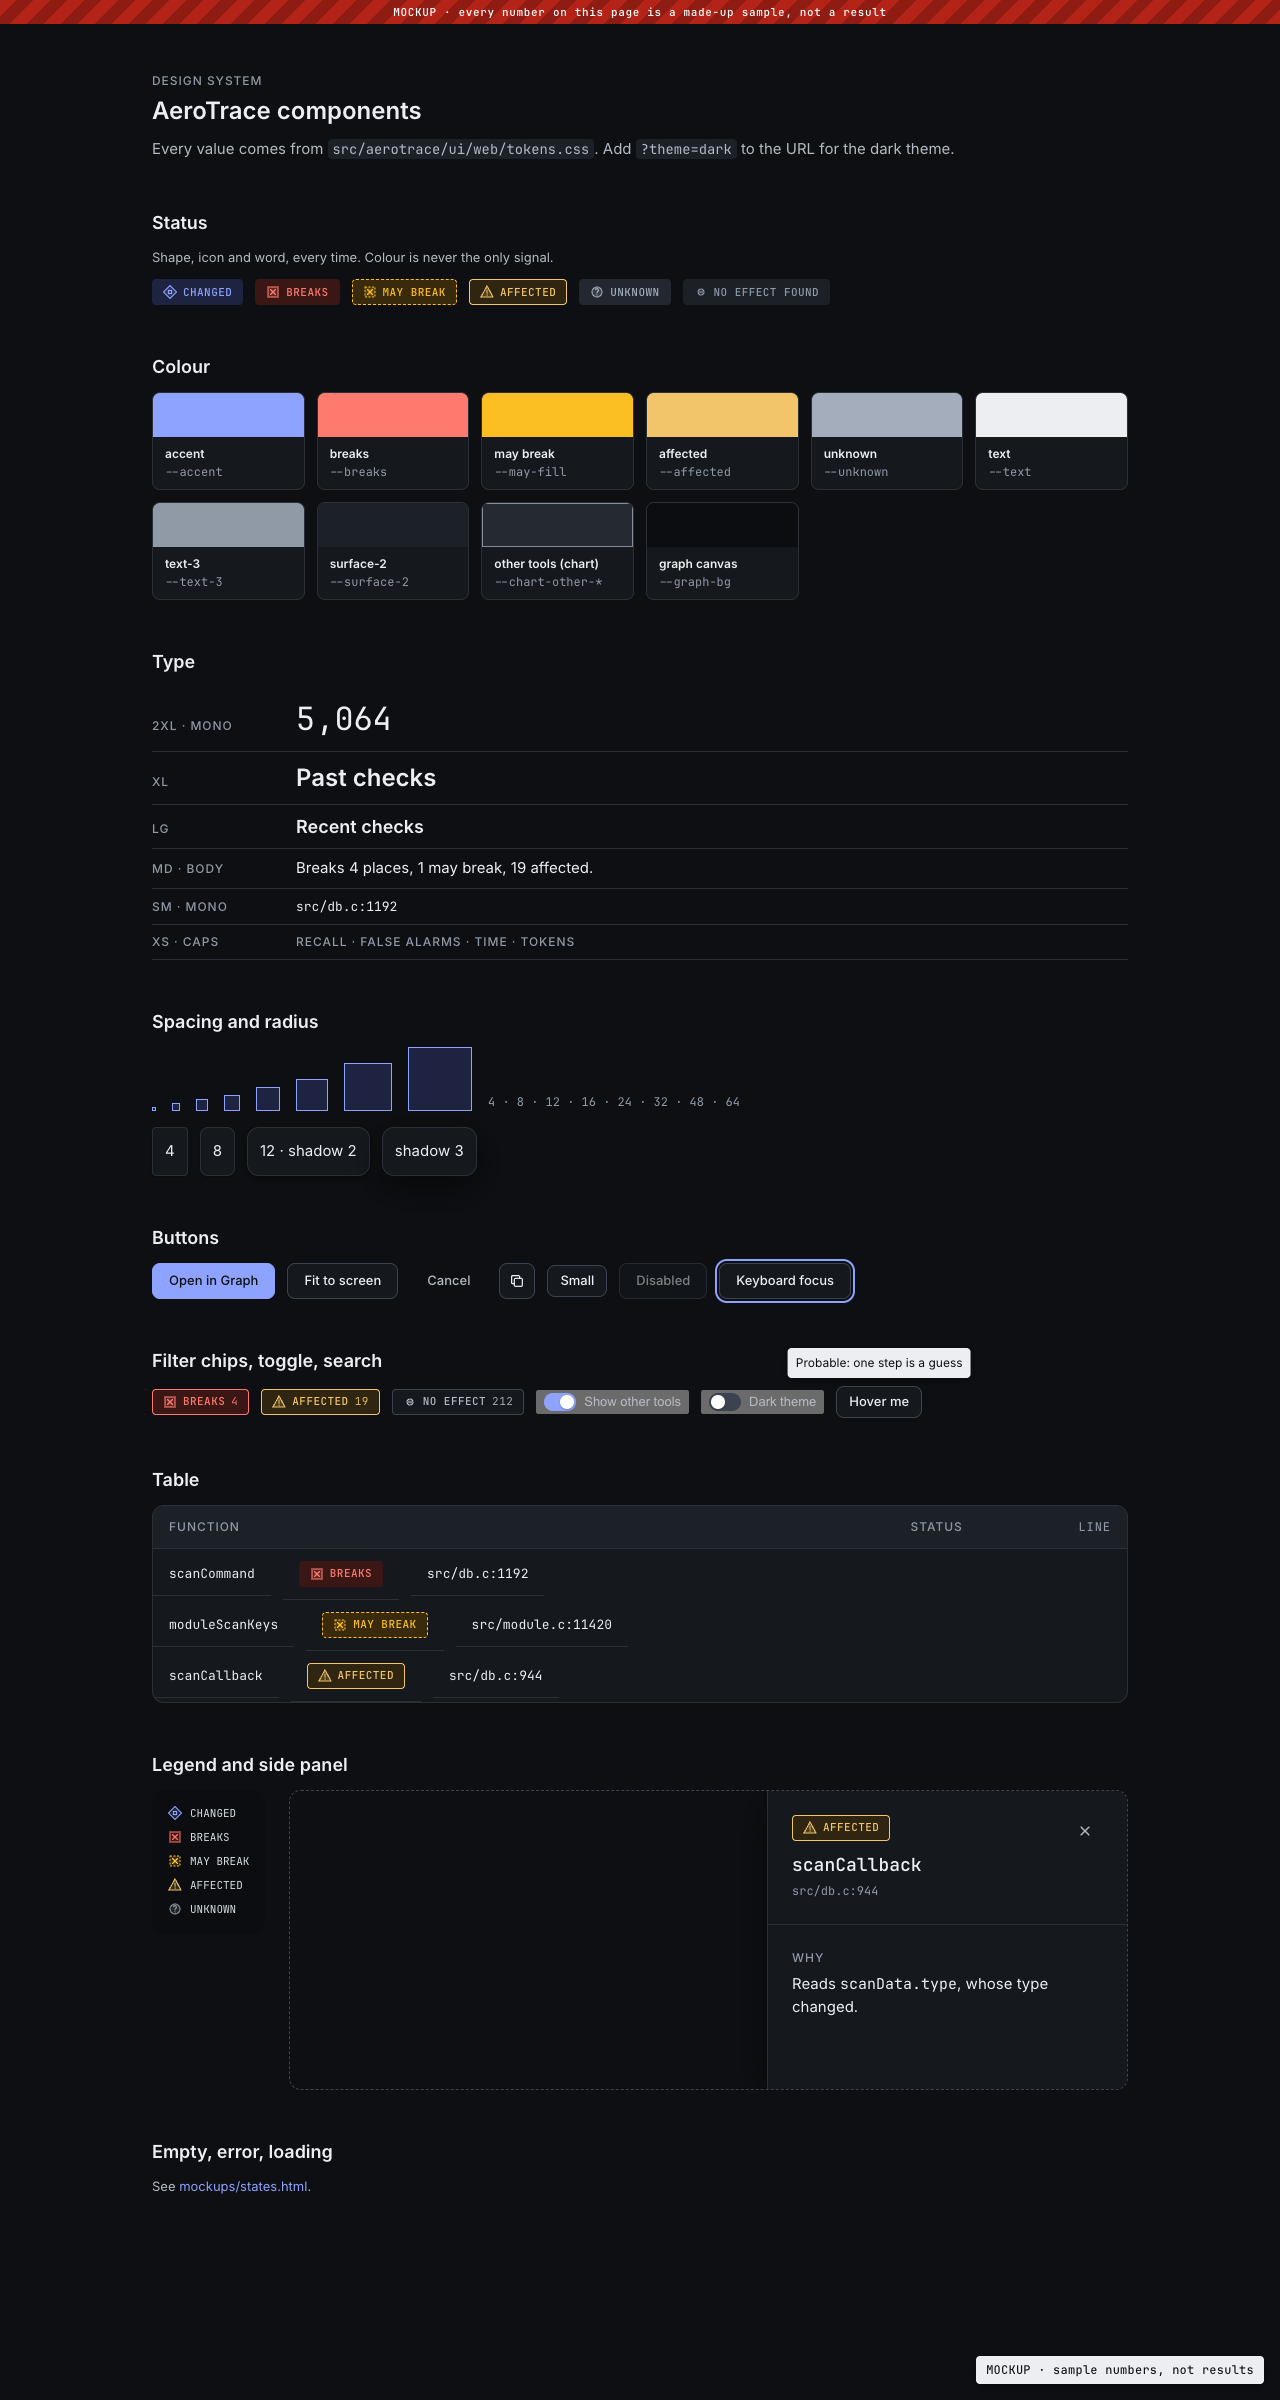 MOCKUP · every number on this page is a made-up sample, not a result
DESIGN SYSTEM
AeroTrace components
Every value comes from src/aerotrace/ui/web/tokens.css. Add ?theme=dark to the URL for the dark theme.
Status
Shape, icon and word, every time. Colour is never the only signal.
CHANGED BREAKS MAY BREAK AFFECTED UNKNOWN NO EFFECT FOUND
Colour
accent breaks may break affected unknown text
--accent --breaks --may-fill --affected --unknown --text
text-3 surface-2 other tools (chart) graph canvas
--text-3 --surface-2 --chart-other-* --graph-bg
Type
2XL · MONO 5,064
XL Past checks
LG Recent checks
MD · BODY Breaks 4 places, 1 may break, 19 affected.
SM · MONO src/db.c:1192
XS · CAPS RECALL · FALSE ALARMS · TIME · TOKENS
Spacing and radius
4 · 8 · 12 · 16 · 24 · 32 · 48 · 64
4 8 12 · shadow 2 shadow 3
Buttons
Open in Graph Fit to screen Cancel Small Disabled Keyboard focus
Filter chips, toggle, search
Probable: one step is a guess
BREAKS 4 AFFECTED 19 NO EFFECT 212 Show other tools Dark theme Hover me
Table
FUNCTION STATUS LINE
scanCommand BREAKS src/db.c:1192
moduleScanKeys MAY BREAK src/module.c:11420
scanCallback AFFECTED src/db.c:944
Legend and side panel
CHANGED
BREAKS
MAY BREAK
AFFECTED
UNKNOWN
AFFECTED
scanCallback
src/db.c:944
WHY
Reads scanData.type, whose type
changed.
Empty, error, loading
See mockups/states.html.
MOCKUP · sample numbers, not results